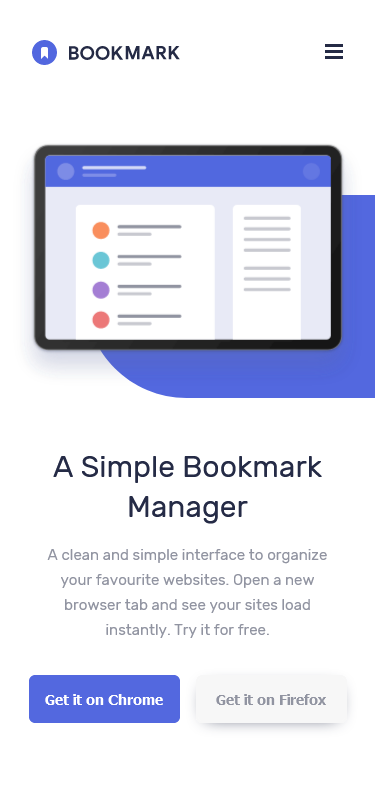 BOOKMARK
A Simple Bookmark
Manager
A clean and simple interface to organize
your favourite websites. Open a new
browser tab and see your sites load
instantly. Try it for free.
Get it on Chrome
Get it on Firefox